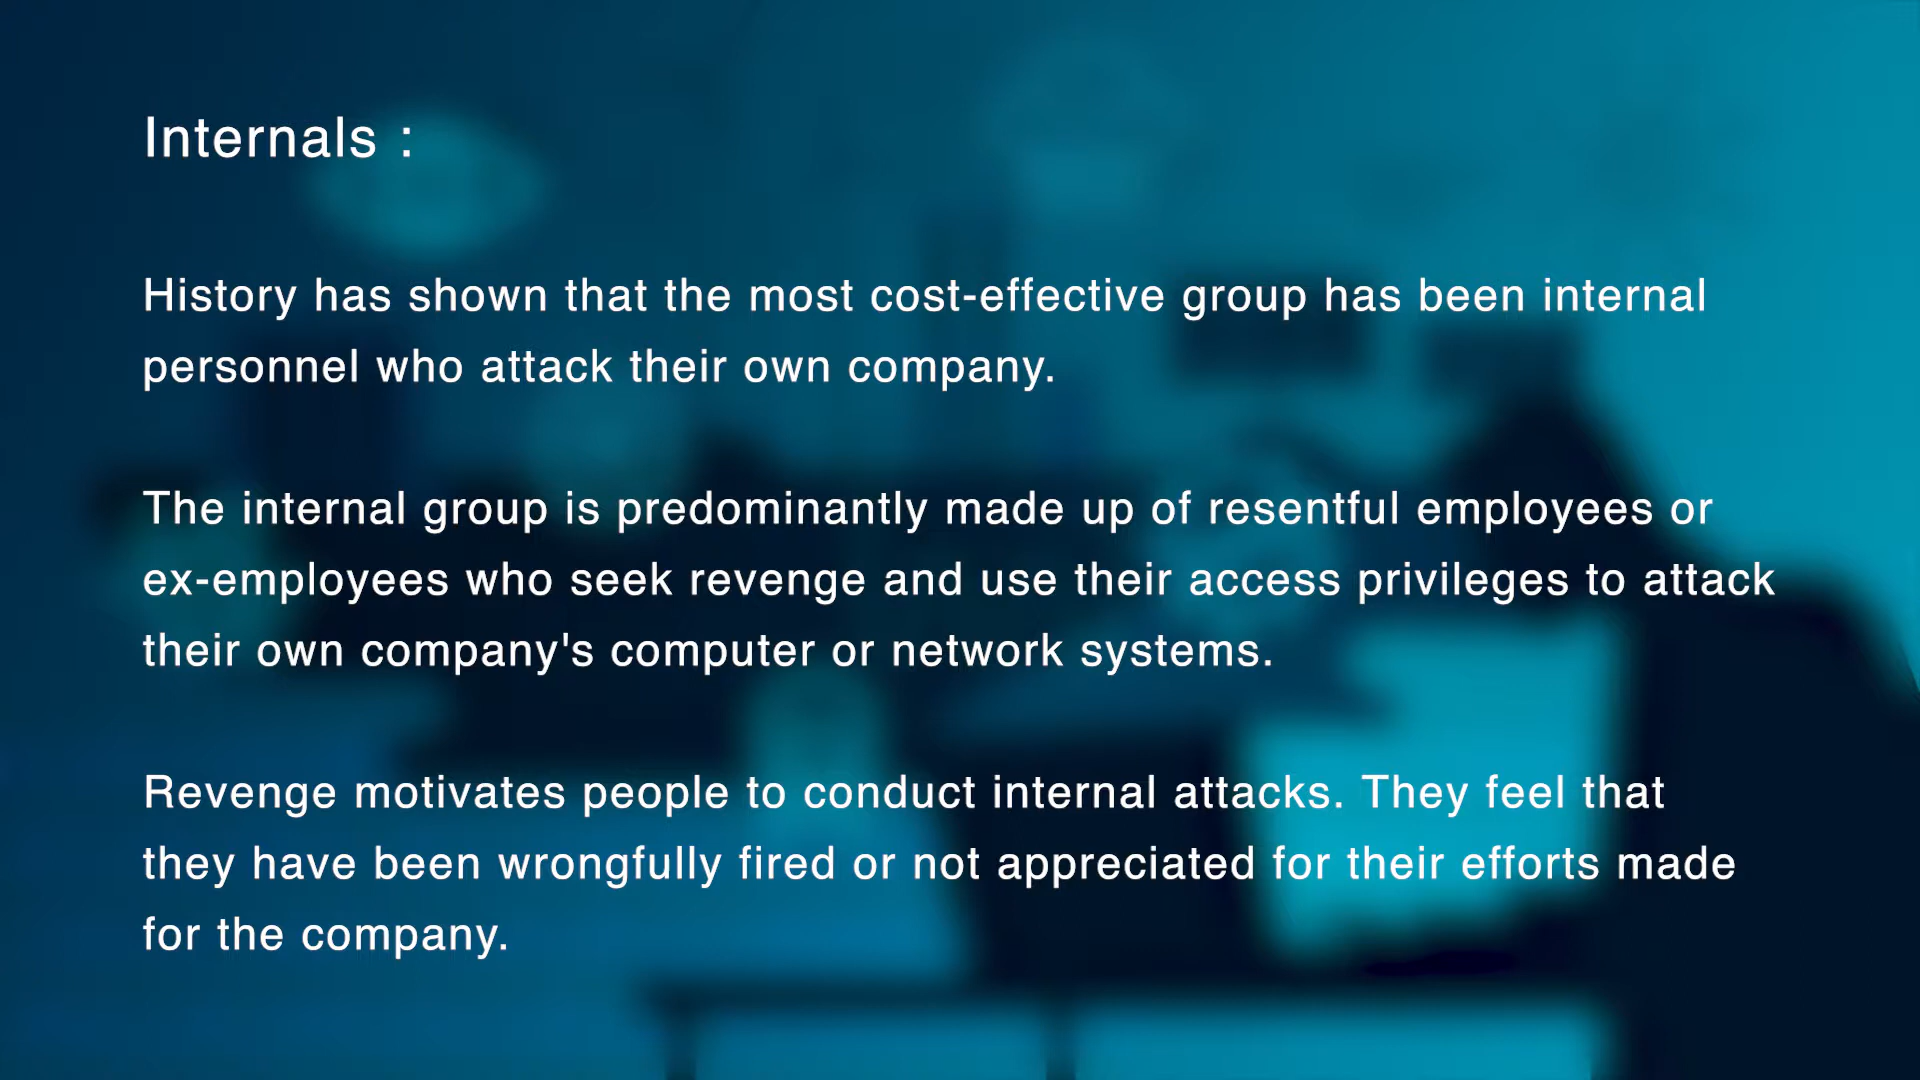 Internals :
History has shown that the most cost-effective group has been internal
personnel who attack their own company.
The internal group is predominantly made up of resentful employees or
ex-employees who seek revenge and use their access privileges to attack
their own company's computer or network systems.
Revenge motivates people to conduct internal attacks. They feel that
they have been wrongfully fired or not appreciated for their efforts made
for the company.